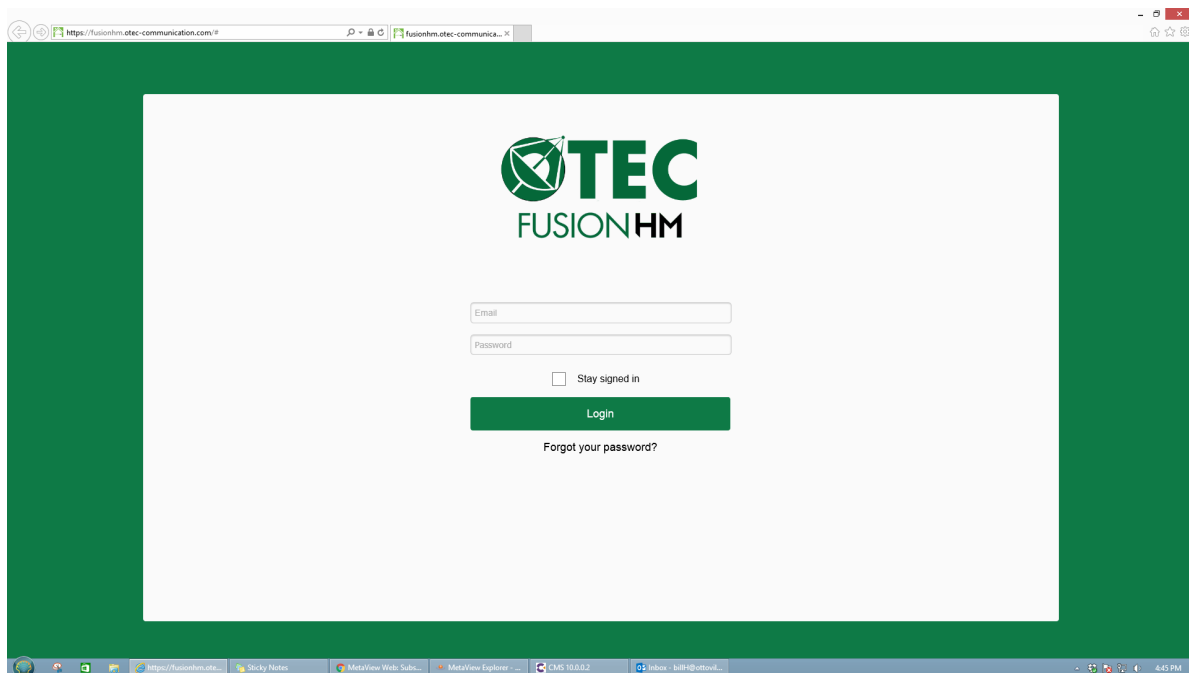 https://fusionhm.otec-communication.com/#
fusionhm.otec-communica...
OTEC
FUSIONHM
Email
Password
Stay signed in
Login
Forgot your password?
https://fusionhm.ote...
Sticky Notes
MetaView Web: Subs...
MetaView Explorer - ...
CMS 10.0.0.2
Inbox - billH@ottovil...
4:45 PM